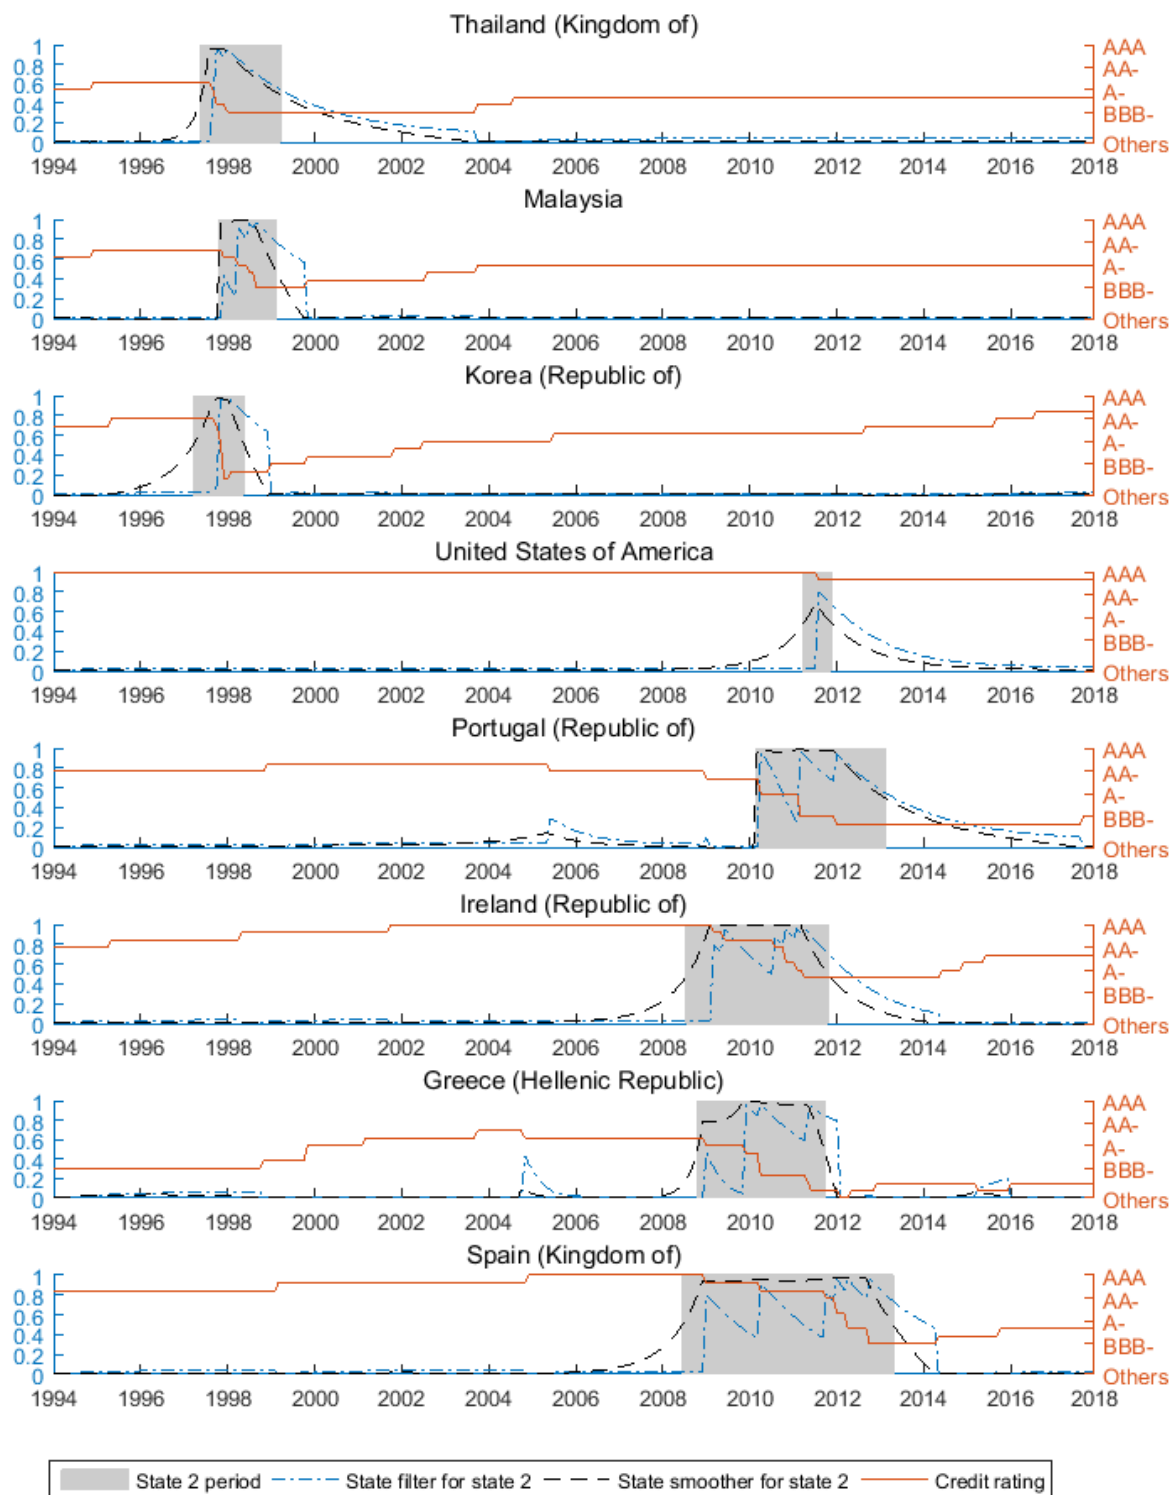 Thailand (Kingdom of)
1 AAA
0.8 AA-
0.6
0.4 A-
0.2 BBB-
0 Others
1994 1996 1998 2000 2002 2004 2006 2008 2010 2012 2014 2016 2018
Malaysia
1 AAA
0.8 AA-
0.6
0.4 A-
0.2 BBB-
0 Others
1994 1996 1998 2000 2002 2004 2006 2008 2010 2012 2014 2016 2018
Korea (Republic of)
1 AAA
0.8 AA-
0.6
0.4 A-
0.2 BBB-
0 Others
1994 1996 1998 2000 2002 2004 2006 2008 2010 2012 2014 2016 2018
United States of America
1 AAA
0.8 AA-
0.6
0.4 A-
0.2 BBB-
0 Others
1994 1996 1998 2000 2002 2004 2006 2008 2010 2012 2014 2016 2018
Portugal (Republic of)
1 AAA
0.8 AA-
0.6
0.4 A-
0.2 BBB-
0 Others
1994 1996 1998 2000 2002 2004 2006 2008 2010 2012 2014 2016 2018
Ireland (Republic of)
1 AAA
0.8 AA-
0.6
0.4 A-
0.2 BBB-
0 Others
1994 1996 1998 2000 2002 2004 2006 2008 2010 2012 2014 2016 2018
Greece (Hellenic Republic)
1 AAA
0.8 AA-
0.6
0.4 A-
0.2 BBB-
0 Others
1994 1996 1998 2000 2002 2004 2006 2008 2010 2012 2014 2016 2018
Spain (Kingdom of)
1 AAA
0.8 AA-
0.6
0.4 A-
0.2 BBB-
0 Others
1994 1996 1998 2000 2002 2004 2006 2008 2010 2012 2014 2016 2018
State 2 period State filter for state 2 State smoother for state 2 Credit rating